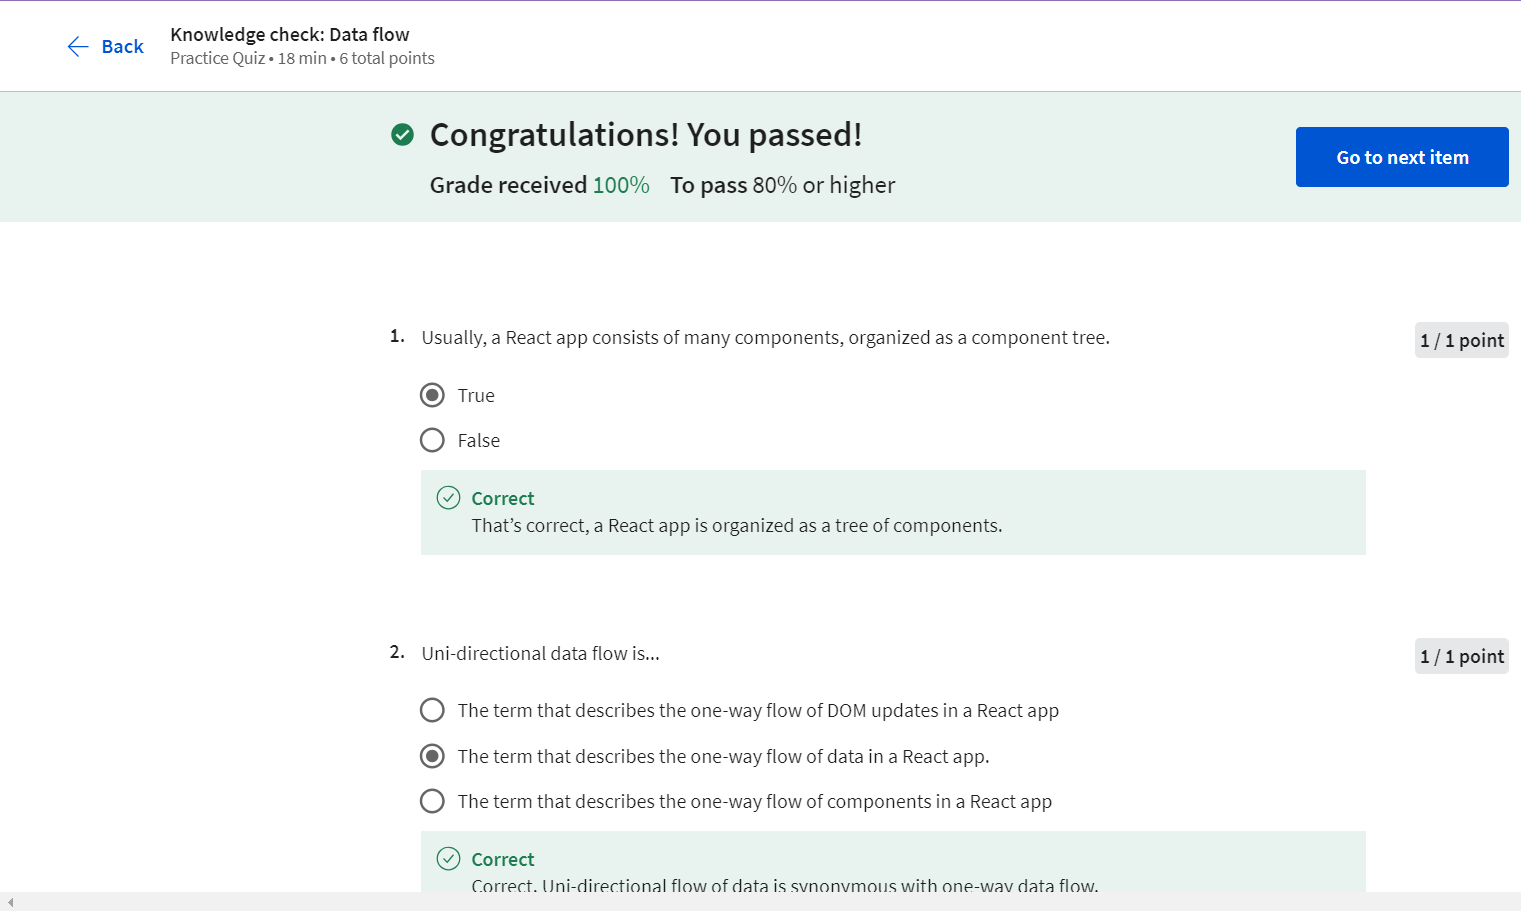 Back
Knowledge check: Data flow
Practice Quiz • 18 min • 6 total points
Congratulations! You passed!
Grade received 100% To pass 80% or higher
Go to next item
1. Usually, a React app consists of many components, organized as a component tree.
1 / 1 point
True
False
Correct
That’s correct, a React app is organized as a tree of components.
2. Uni-directional data flow is...
1 / 1 point
The term that describes the one-way flow of DOM updates in a React app
The term that describes the one-way flow of data in a React app.
The term that describes the one-way flow of components in a React app
Correct
Correct. Uni-directional flow of data is synonymous with one-way data flow.